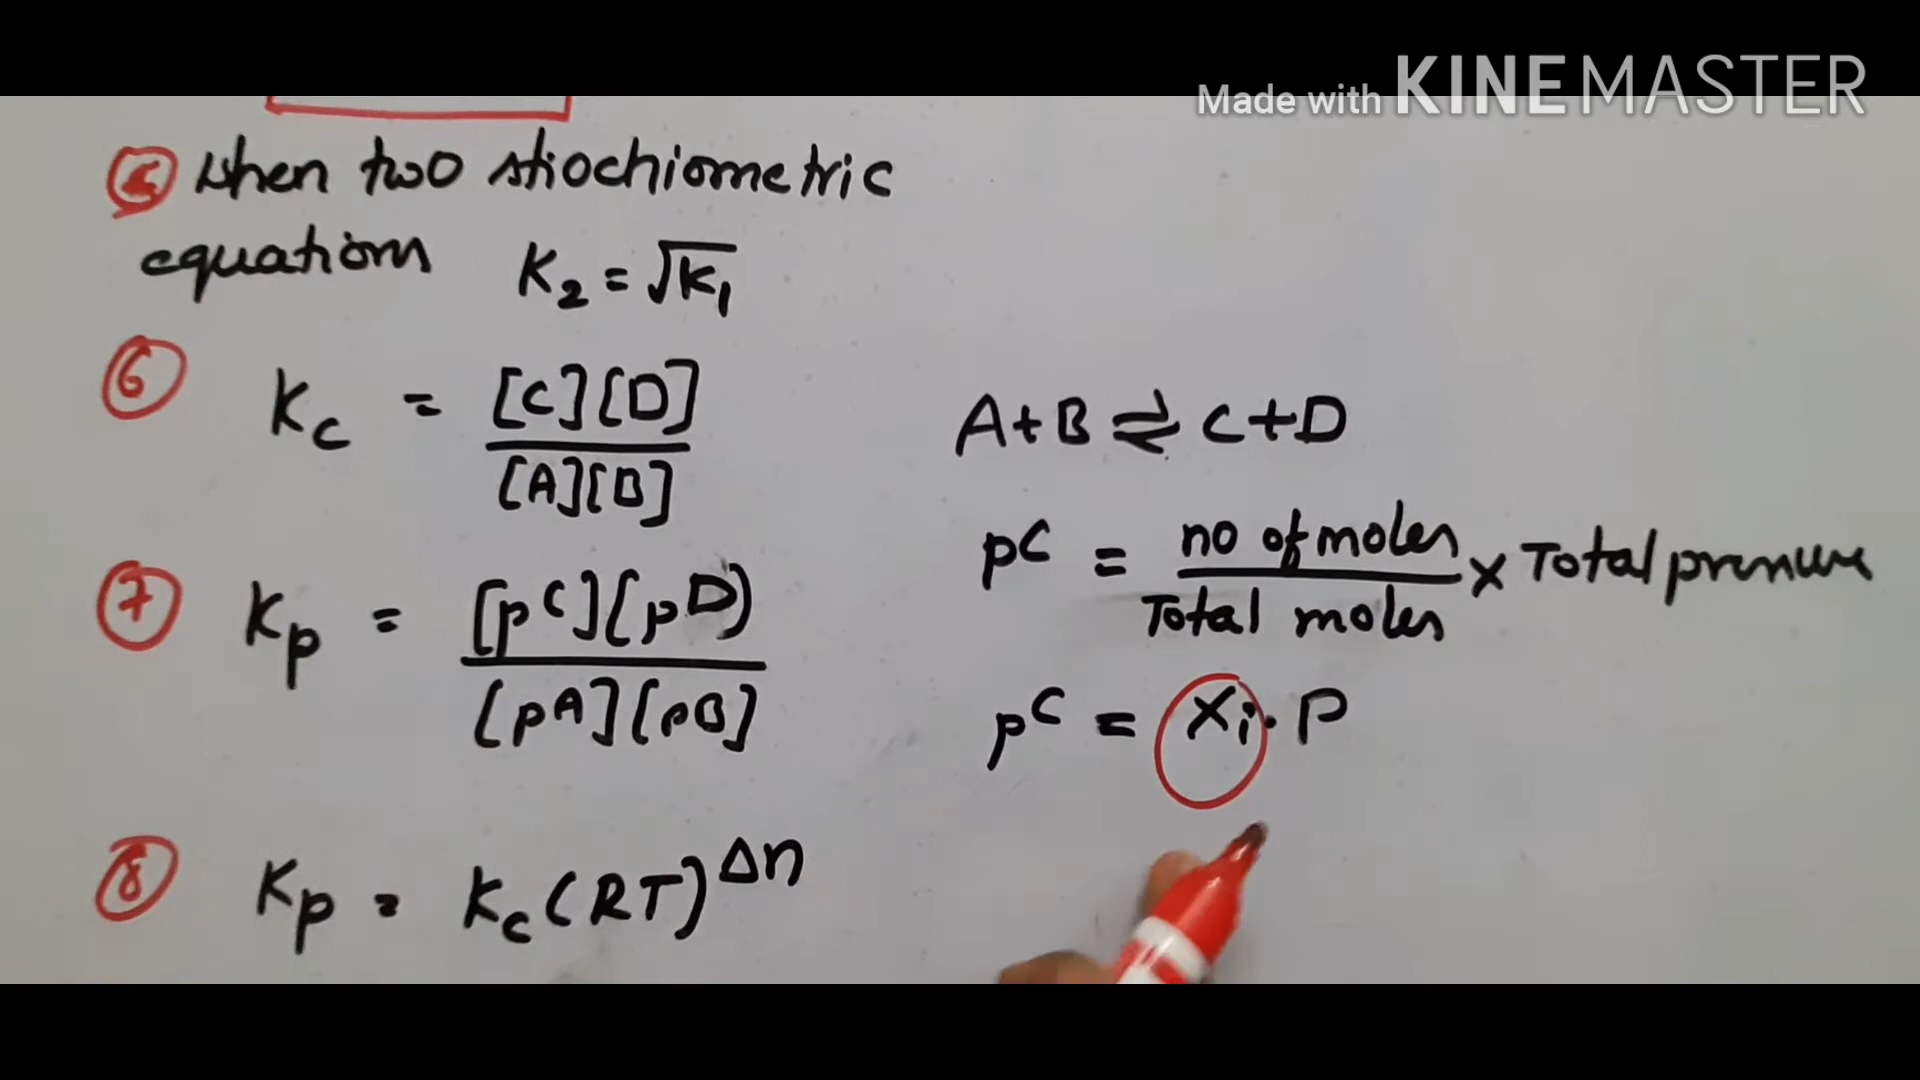 Made with KINEMASTER
⑤ when two stiochiometric
equations K₂ = √K₁
⑥ Kc = [C][D] / [A][B]
A+B ⇌ C+D
⑦ Kp = [pC][pD) / [pA][pB]
pC = no of moles / Total moles × Total pressure
pC = Xi · P
⑧ Kp = Kc(RT)^Δn